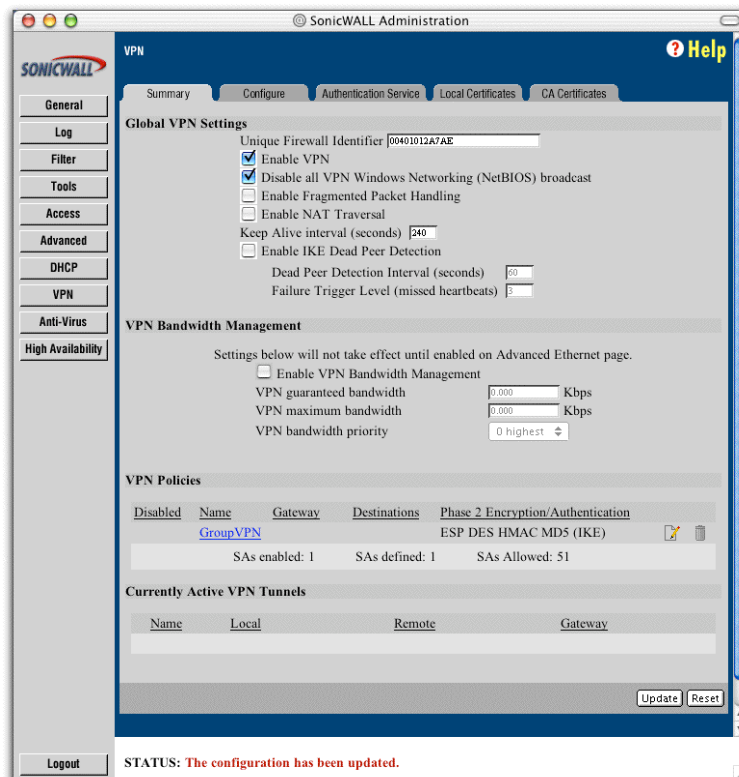 SonicWALL Administration
SONICWALL
General
Log
Filter
Tools
Access
Advanced
DHCP
VPN
Anti-Virus
High Availability
Logout
VPN
? Help
Summary Configure Authentication Service Local Certificates CA Certificates
Global VPN Settings
Unique Firewall Identifier 00401012A7AE
Enable VPN
Disable all VPN Windows Networking (NetBIOS) broadcast
Enable Fragmented Packet Handling
Enable NAT Traversal
Keep Alive interval (seconds) 240
Enable IKE Dead Peer Detection
Dead Peer Detection Interval (seconds) 60
Failure Trigger Level (missed heartbeats) 3
VPN Bandwidth Management
Settings below will not take effect until enabled on Advanced Ethernet page.
Enable VPN Bandwidth Management
VPN guaranteed bandwidth 0.000 Kbps
VPN maximum bandwidth 0.000 Kbps
VPN bandwidth priority 0 highest
VPN Policies
Disabled Name Gateway Destinations Phase 2 Encryption/Authentication
GroupVPN ESP DES HMAC MD5 (IKE)
SAs enabled: 1 SAs defined: 1 SAs Allowed: 51
Currently Active VPN Tunnels
Name Local Remote Gateway
Update Reset
STATUS: The configuration has been updated.